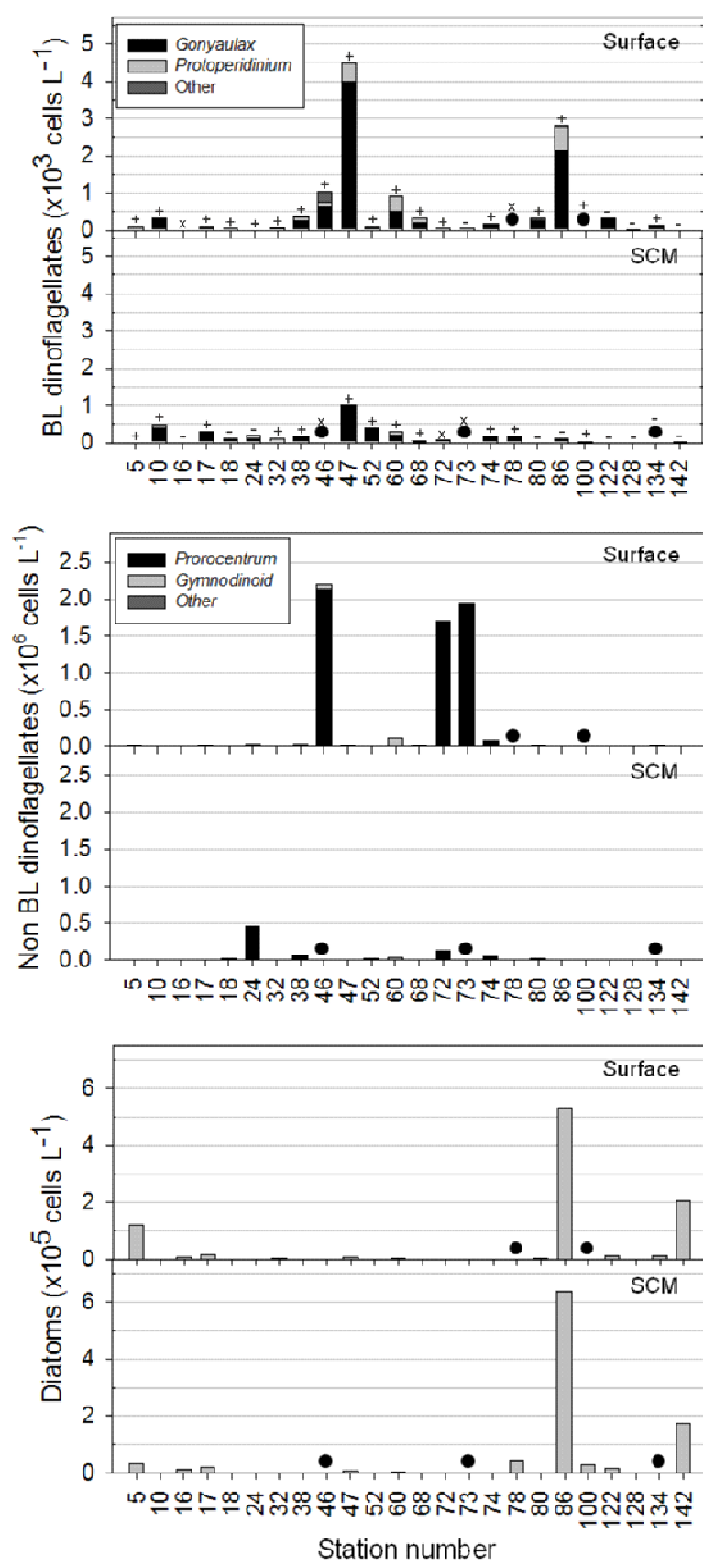 Gonyaulax
Protoperidinium
Other
Surface
BL dinoflagellates (x10³ cells L⁻¹)
5
4
3
2
1
0
+ + x + + + + + + + + + + - + x + + + - - + -
SCM
5
4
3
2
1
0
+ + - + - - + + x + + + + x x + + - - + - - - -
5 10 16 17 18 24 32 38 46 47 52 60 68 72 73 74 78 80 86 100 122 128 134 142
Prorocentrum
Gymnodinoid
Other
Surface
Non BL dinoflagellates (x10⁶ cells L⁻¹)
2.5
2.0
1.5
1.0
0.5
0.0
SCM
2.5
2.0
1.5
1.0
0.5
0.0
5 10 16 17 18 24 32 38 46 47 52 60 68 72 73 74 78 80 86 100 122 128 134 142
Surface
Diatoms (x10⁵ cells L⁻¹)
6
4
2
0
SCM
6
4
2
0
5 10 16 17 18 24 32 38 46 47 52 60 68 72 73 74 78 80 86 100 122 128 134 142
Station number